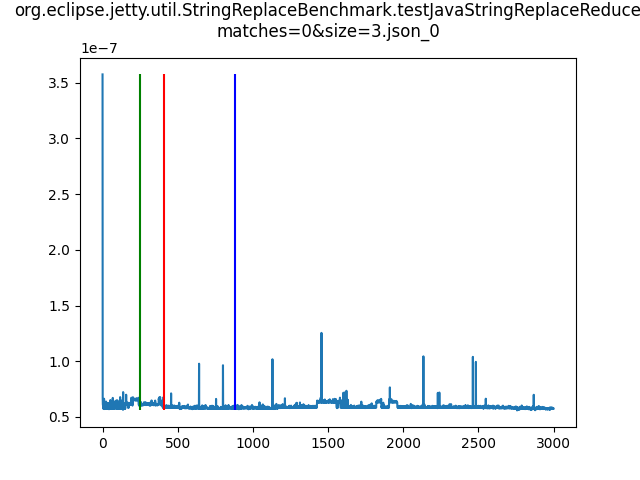 org.eclipse.jetty.util.StringReplaceBenchmark.testJavaStringReplaceReduce
matches=0&size=3.json_0
1e−7
3.5
3.0
2.5
2.0
1.5
1.0
0.5
0 500 1000 1500 2000 2500 3000